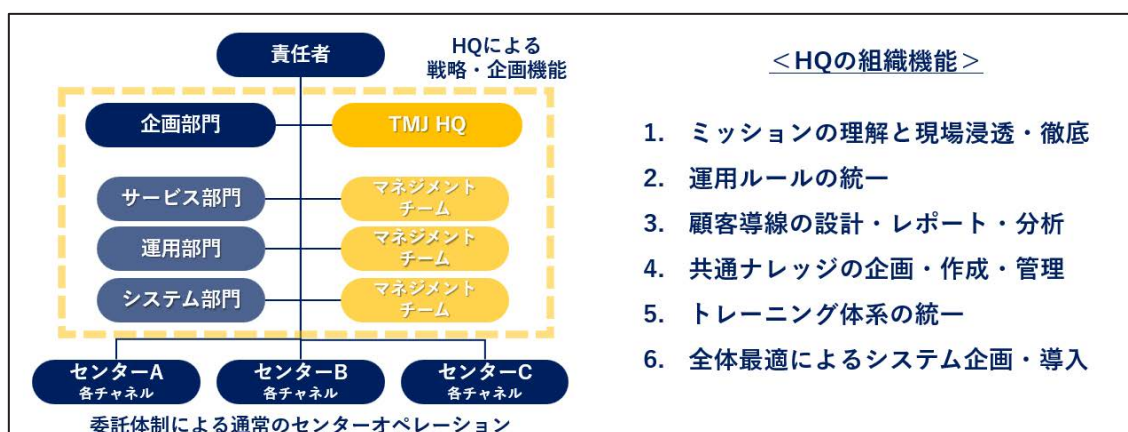 責任者
HQによる
戦略・企画機能
企画部門
TMJ HQ
サービス部門
マネジメント
チーム
運用部門
マネジメント
チーム
システム部門
マネジメント
チーム
センターA
各チャネル
センターB
各チャネル
センターC
各チャネル
委託体制による通常のセンターオペレーション
＜HQの組織機能＞
1. ミッションの理解と現場浸透・徹底
2. 運用ルールの統一
3. 顧客導線の設計・レポート・分析
4. 共通ナレッジの企画・作成・管理
5. トレーニング体系の統一
6. 全体最適によるシステム企画・導入